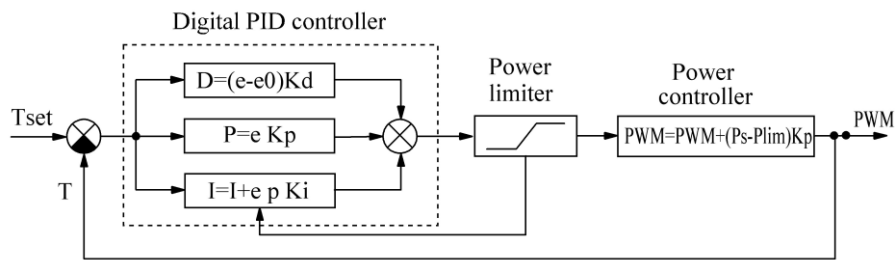 Digital PID controller
D=(e-e0)Kd
Power
limiter
Power
controller
Tset
P=e Kp
PWM=PWM+(Ps-Plim)Kp
PWM
T
I=I+e p Ki